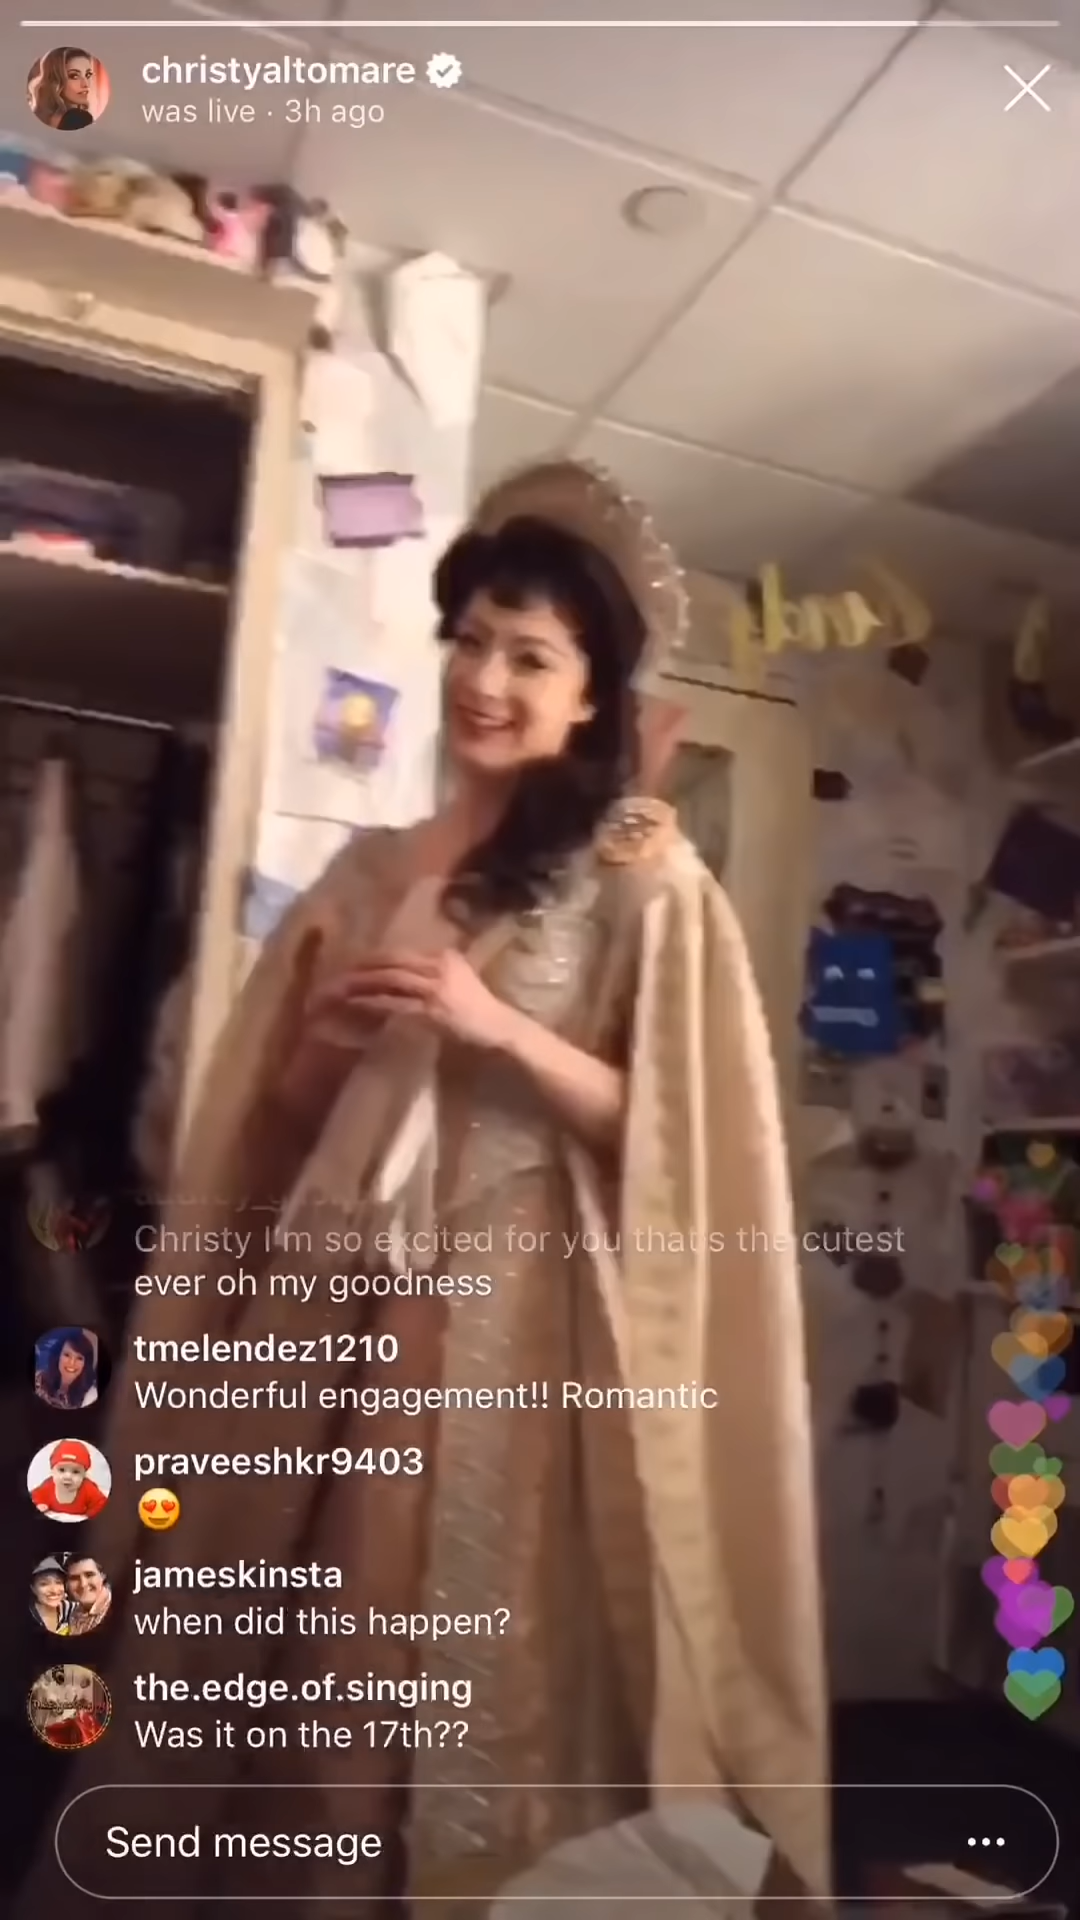 christyaltomare
was live · 3h ago
Christy I'm so excited for you that's the cutest
ever oh my goodness
tmelendez1210
Wonderful engagement!! Romantic
praveeshkr9403
😍
jameskinsta
when did this happen?
the.edge.of.singing
Was it on the 17th??
Send message